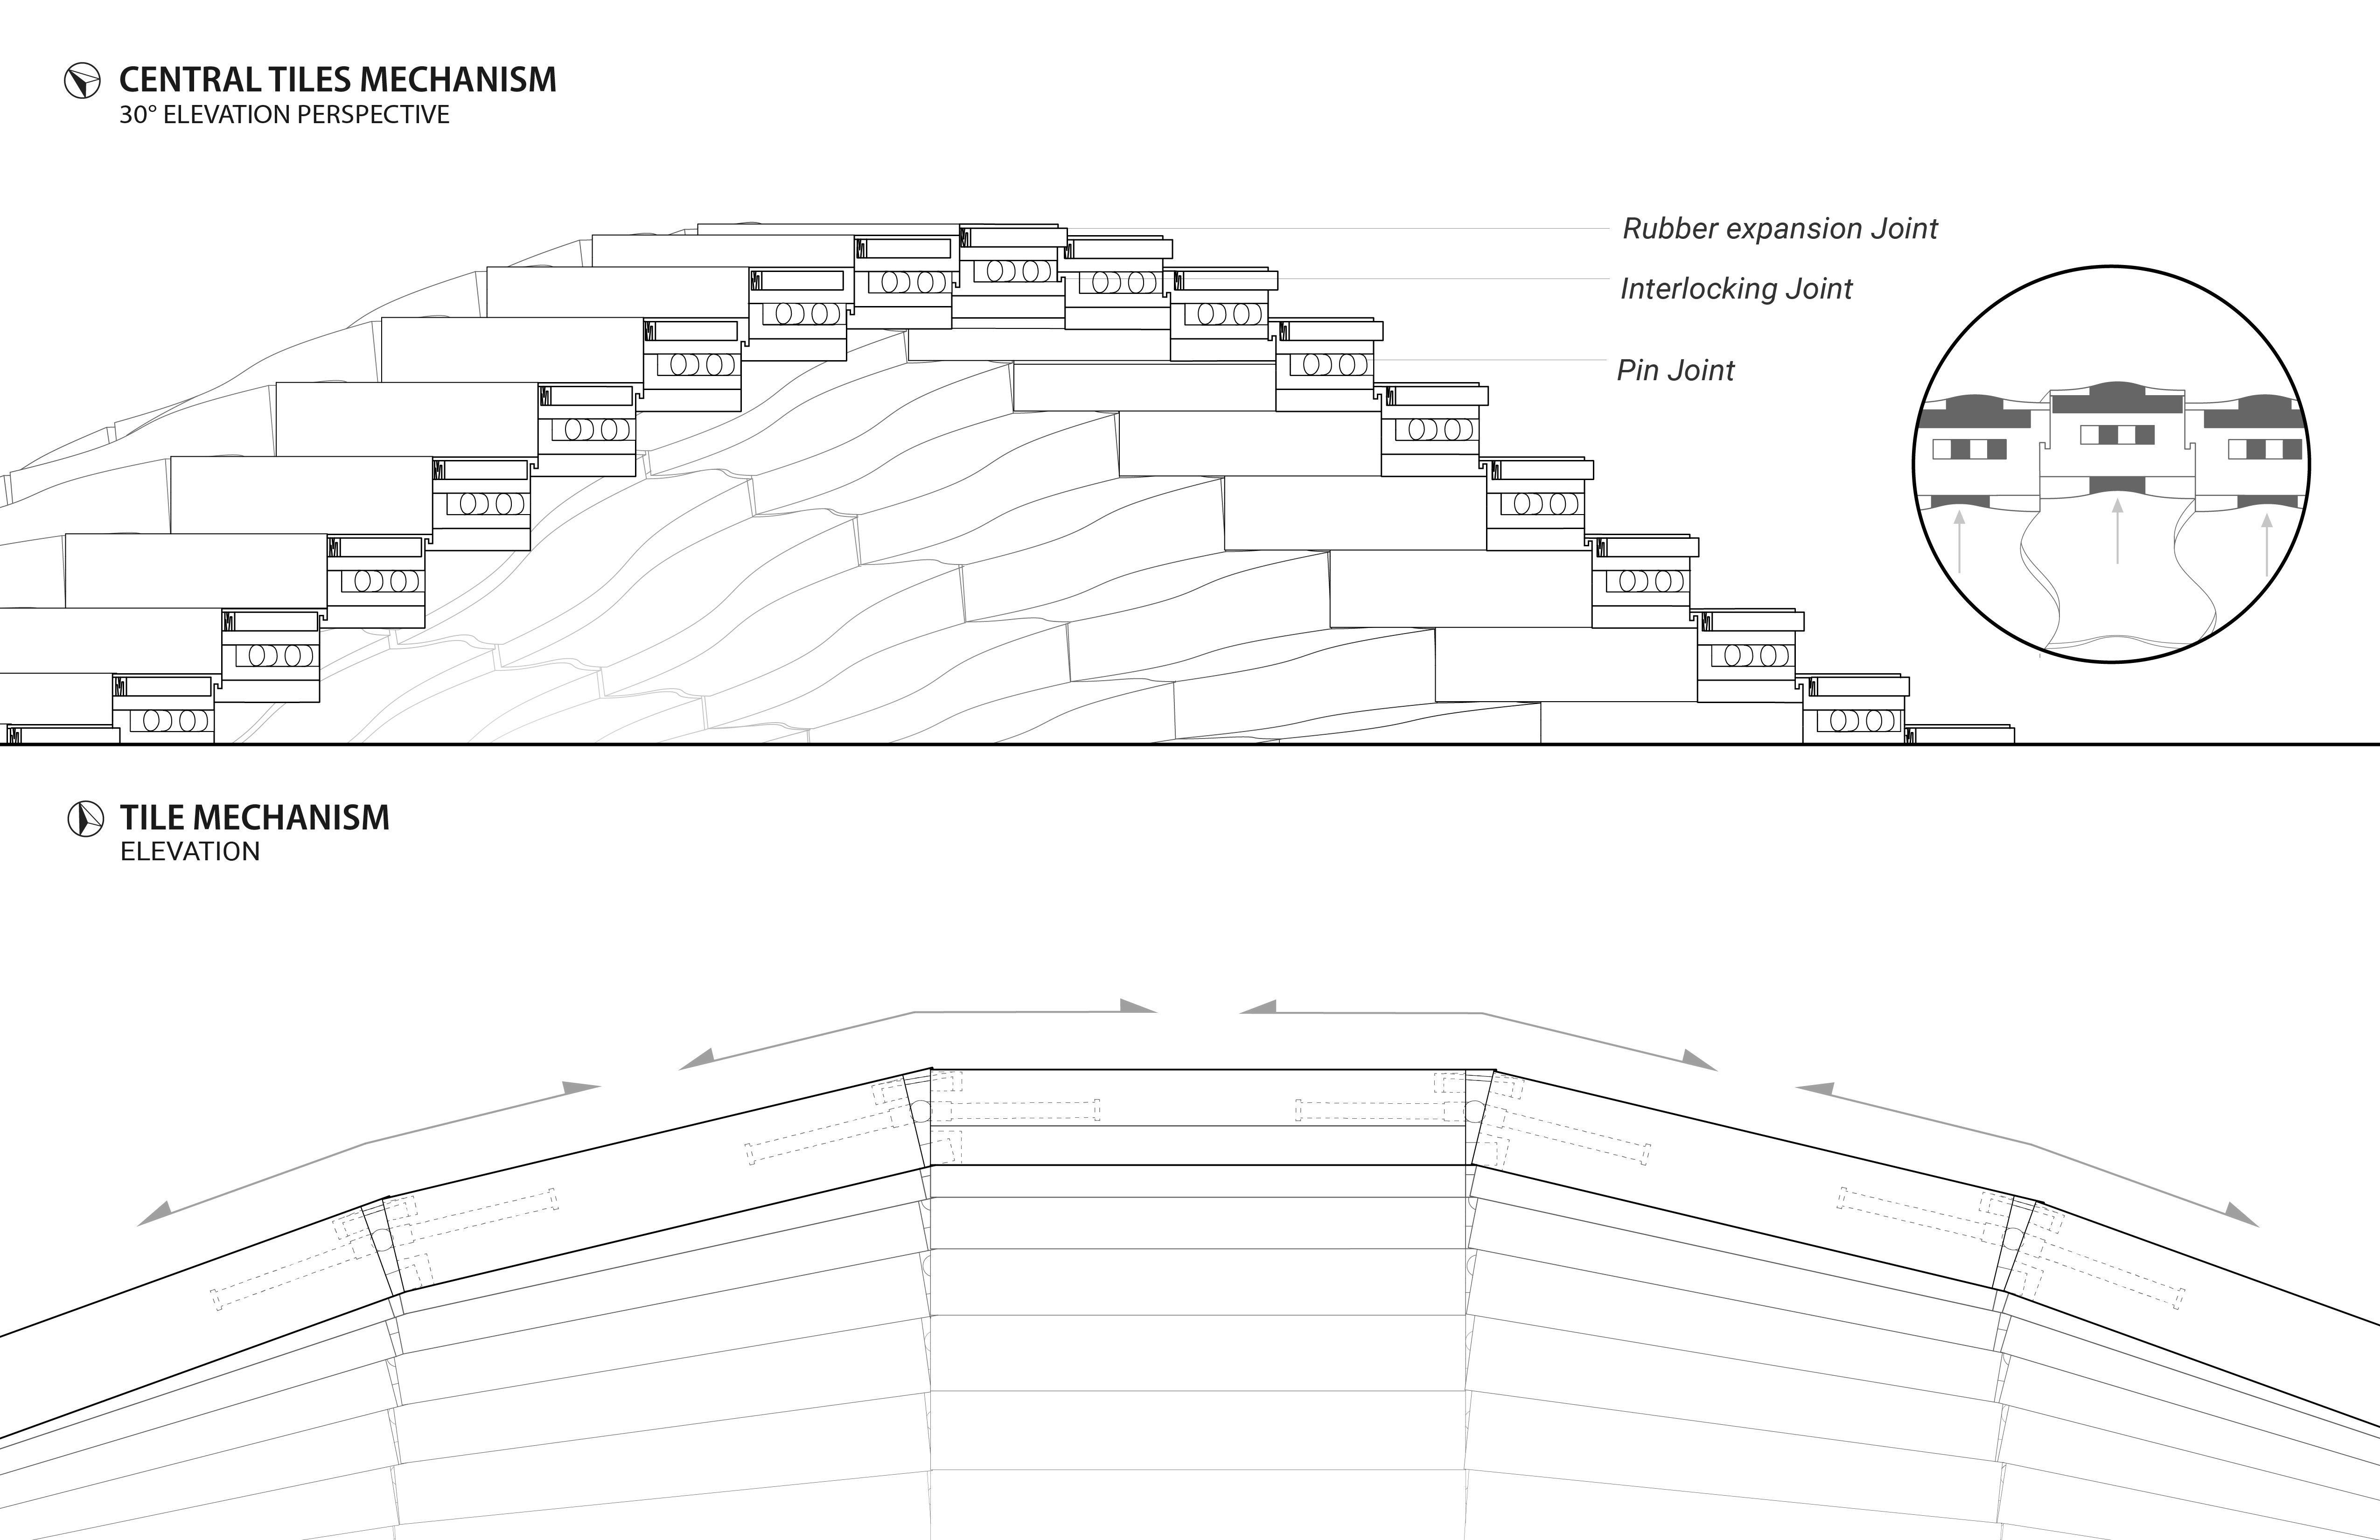 CENTRAL TILES MECHANISM
30° ELEVATION PERSPECTIVE
Rubber expansion Joint
Interlocking Joint
Pin Joint
TILE MECHANISM
ELEVATION